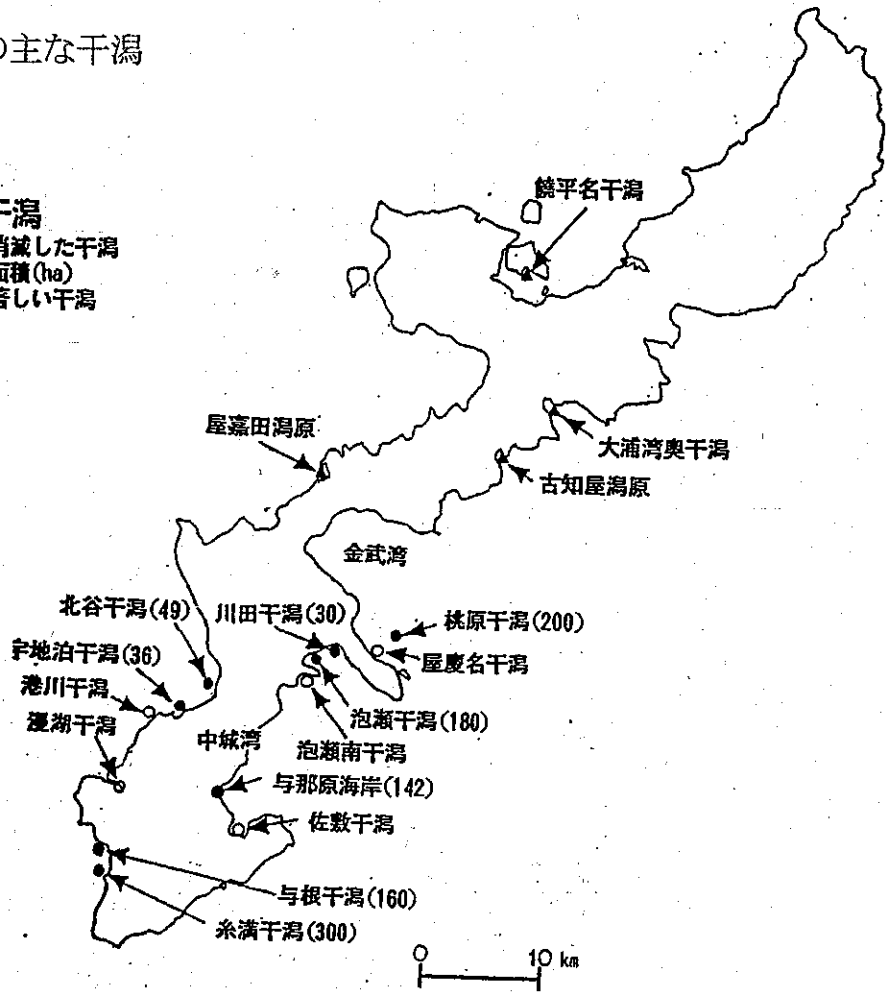 の主な干潟
干潟
消滅した干潟
面積(ha)
著しい干潟
饒平名干潟
屋嘉田潟原
大浦湾奥干潟
古知屋潟原
金武湾
北谷干潟(49)
川田干潟(30)
桃原干潟(200)
宇地泊干潟(36)
屋慶名干潟
港川干潟
泡瀬干潟(180)
漫湖干潟
中城湾
泡瀬南干潟
与那原海岸(142)
佐敷干潟
与根干潟(160)
糸満干潟(300)
0 10 km